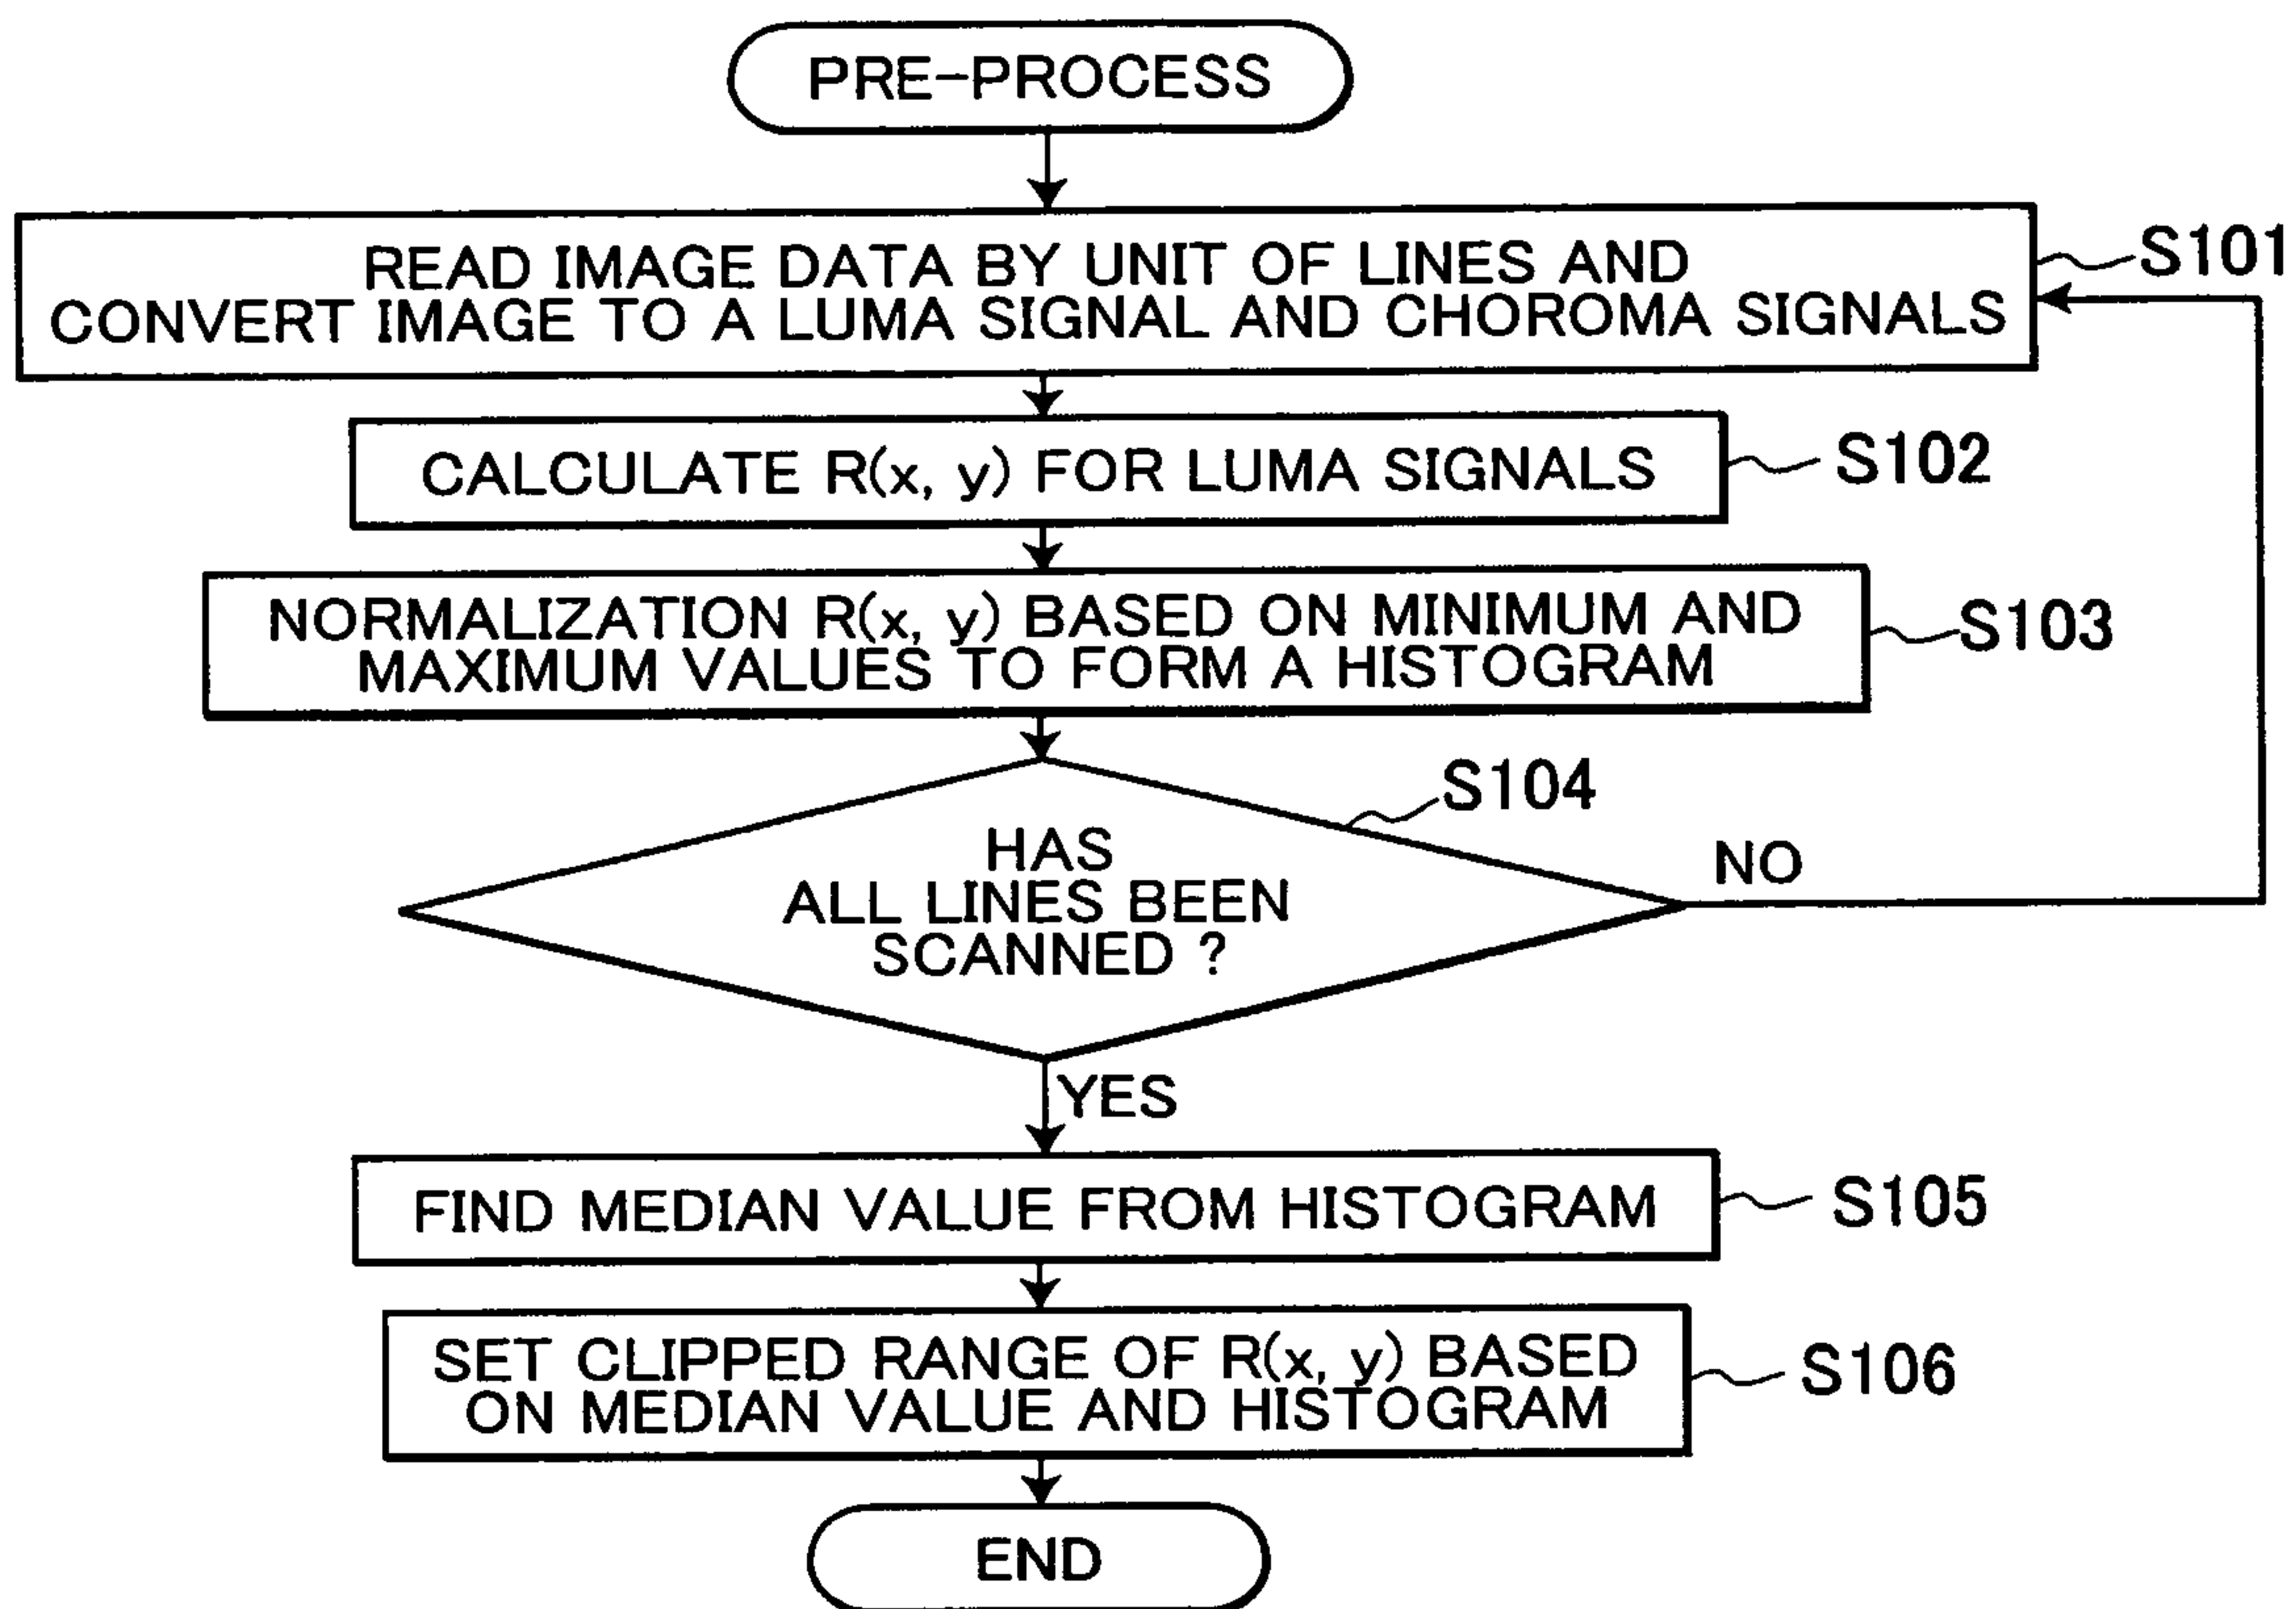 PRE-PROCESS
READ IMAGE DATA BY UNIT OF LINES AND
CONVERT IMAGE TO A LUMA SIGNAL AND CHOROMA SIGNALS
S101
CALCULATE R(x, y) FOR LUMA SIGNALS
S102
NORMALIZATION R(x, y) BASED ON MINIMUM AND
MAXIMUM VALUES TO FORM A HISTOGRAM
S103
S104
HAS
ALL LINES BEEN
SCANNED ?
NO
YES
FIND MEDIAN VALUE FROM HISTOGRAM
S105
SET CLIPPED RANGE OF R(x, y) BASED
ON MEDIAN VALUE AND HISTOGRAM
S106
END